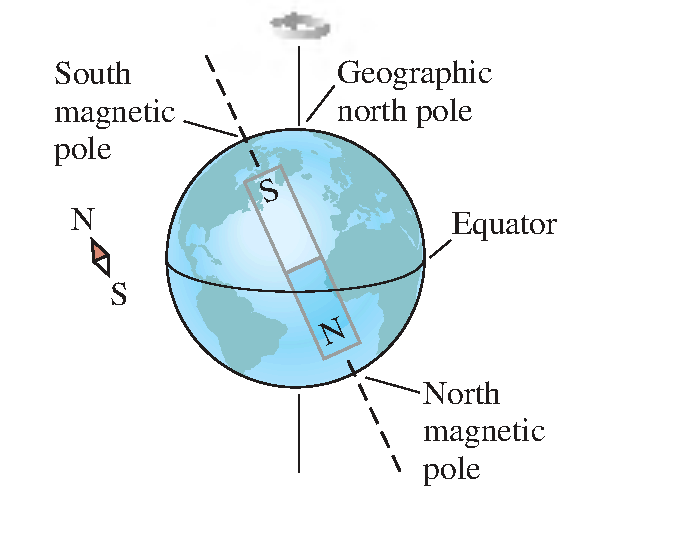 South
magnetic
pole
Geographic
north pole
S
N
S
Equator
N
North
magnetic
pole